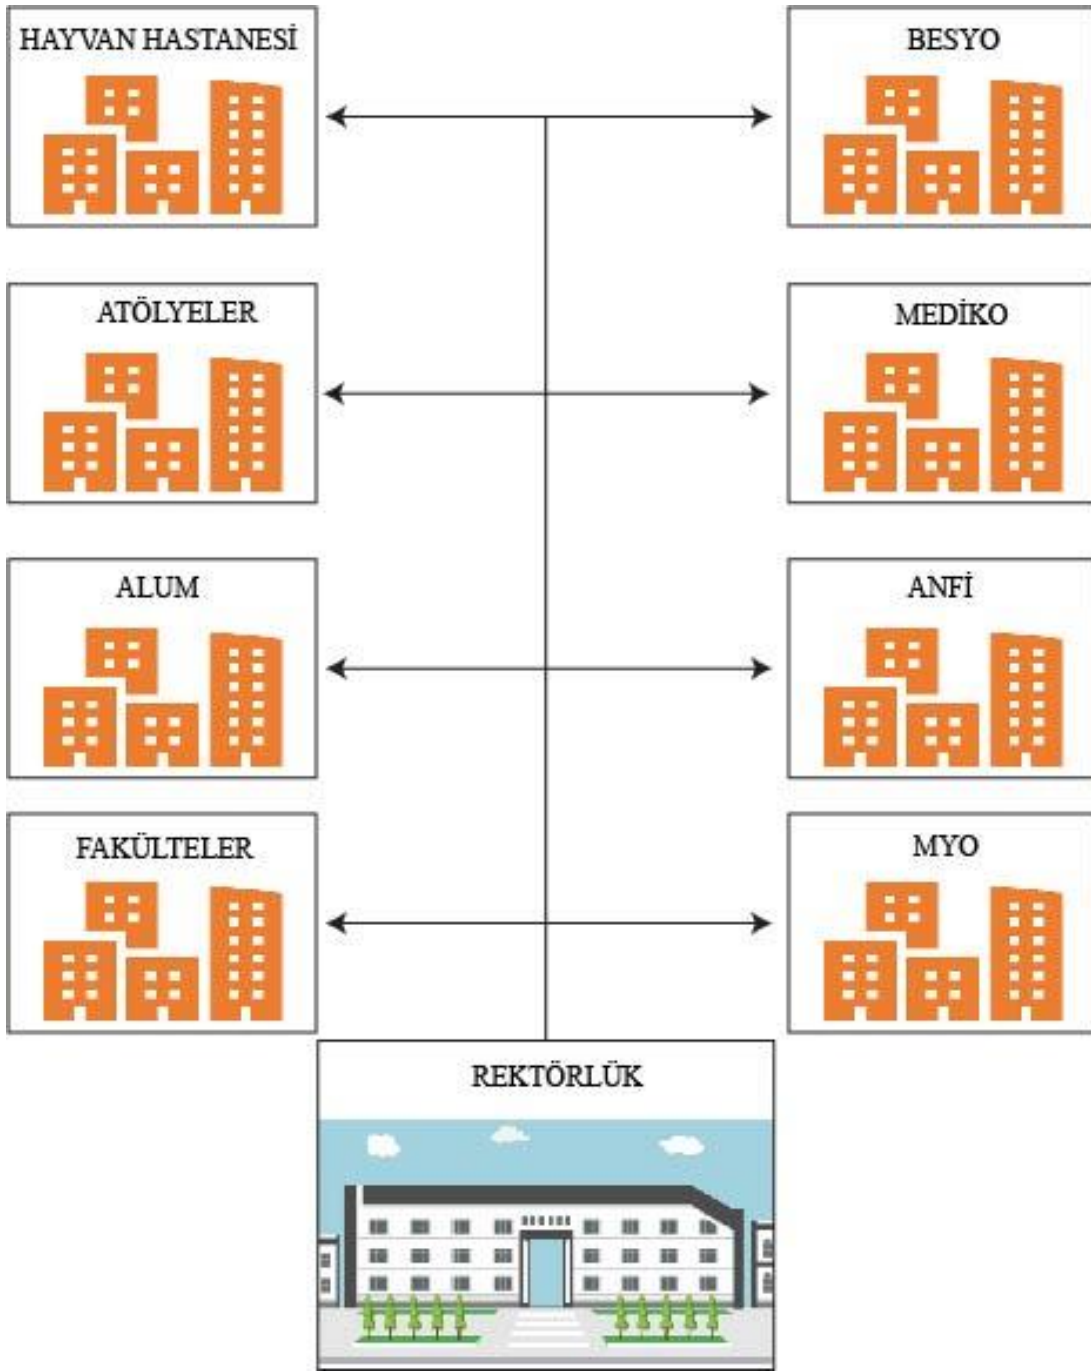 HAYVAN HASTANESİ
BESYO
ATÖLYELER
MEDİKO
ALUM
ANFİ
FAKÜLTELER
MYO
REKTÖRLÜK